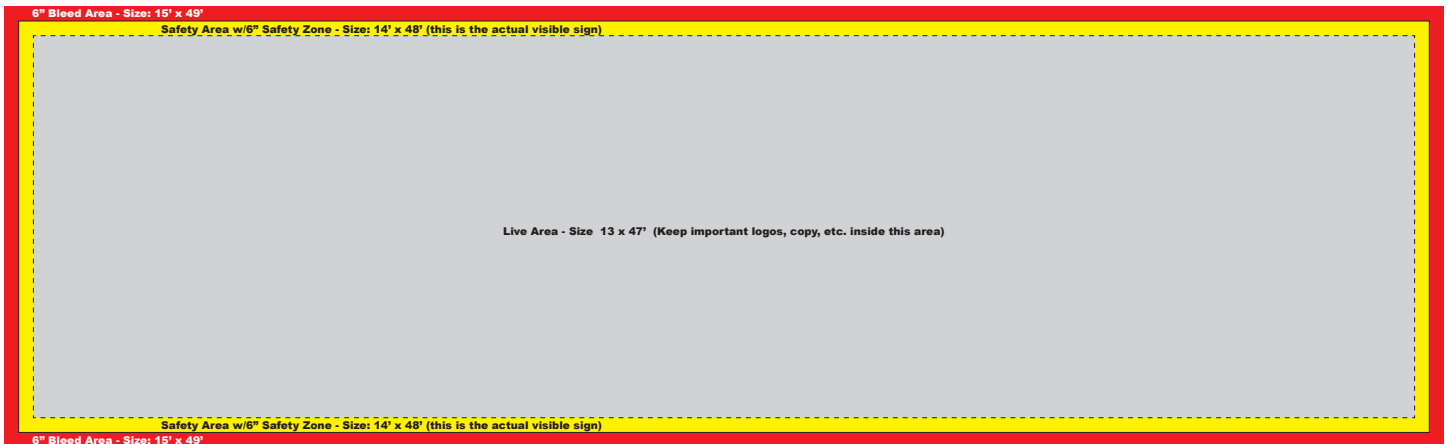 6” Bleed Area - Size: 15’ x 49’
Safety Area w/6” Safety Zone - Size: 14’ x 48’ (this is the actual visible sign)
Live Area - Size  13 x 47’  (Keep important logos, copy, etc. inside this area)
Safety Area w/6” Safety Zone - Size: 14’ x 48’ (this is the actual visible sign)
6” Bleed Area - Size: 15’ x 49’